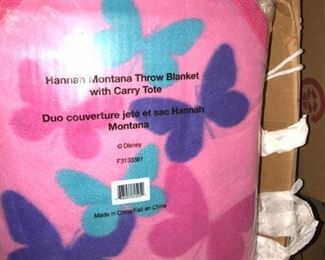 Hannah Montana Throw Blanket
with Carry Tote
Duo couverture jeté et sac Hannah
Montana
© Disney
F3133391
Made in China/Fait en Chine